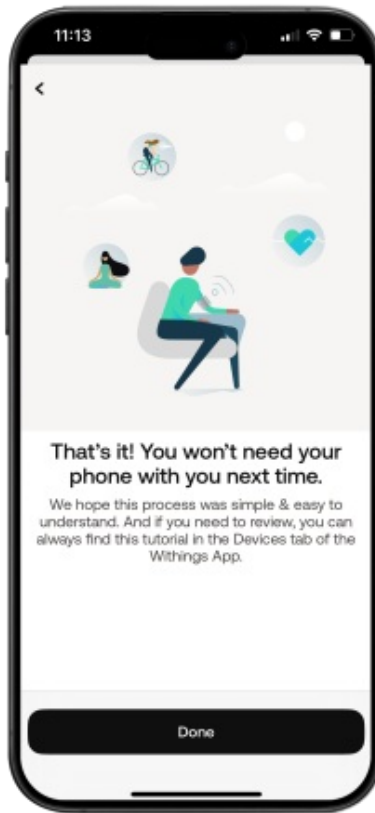 11:13
That's it! You won't need your
phone with you next time.
We hope this process was simple & easy to
understand. And if you need to review, you can
always find this tutorial in the Devices tab of the
Withings App.
Done